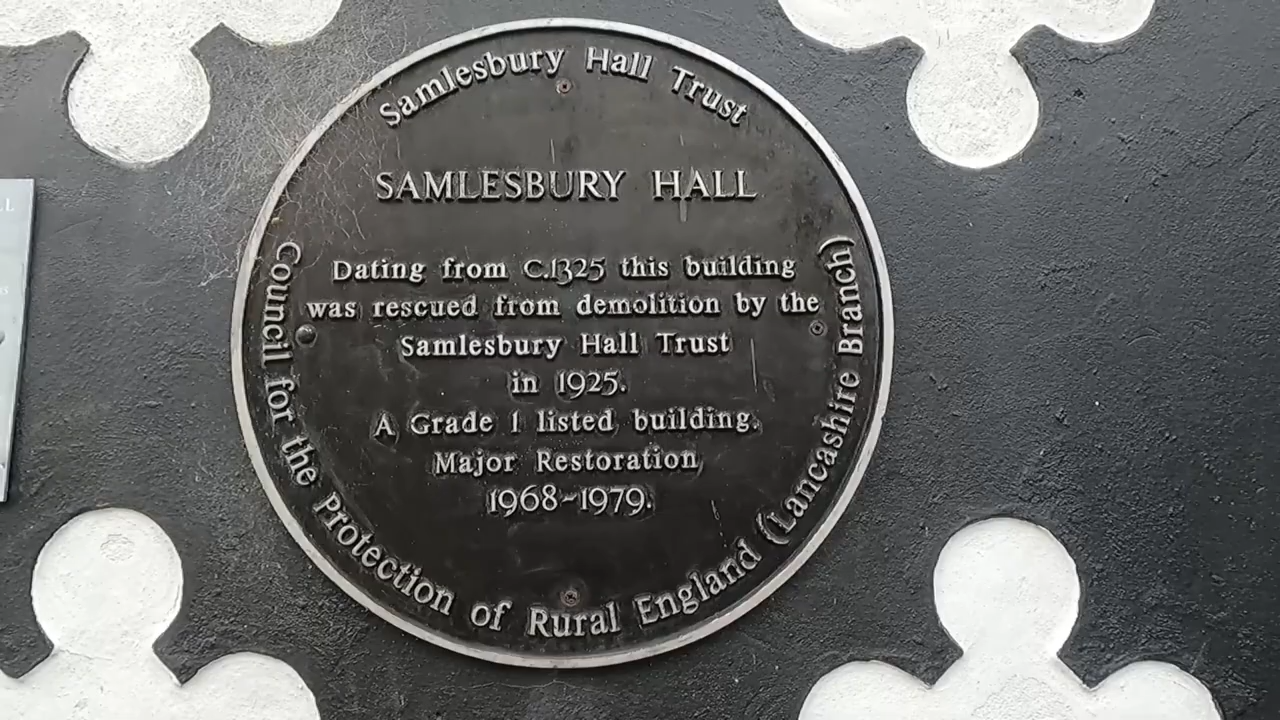 Samlesbury Hall Trust
SAMLESBURY HALL
Dating from C.1325 this building
was rescued from demolition by the
Samlesbury Hall Trust
in 1925.
A Grade 1 listed building.
Major Restoration
1968~1979.
Council for the Protection of Rural England (Lancashire Branch)